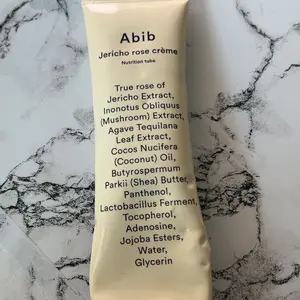 Abib
Jericho rose crème
Nutrition tube
True rose of
Jericho Extract,
Inonotus Obliquus
(Mushroom) Extract,
Agave Tequilana
Leaf Extract,
Cocos Nucifera
(Coconut) Oil,
Butyrospermum
Parkii (Shea) Butter,
Panthenol,
Lactobacillus Ferment,
Tocopherol,
Adenosine,
Jojoba Esters,
Water,
Glycerin